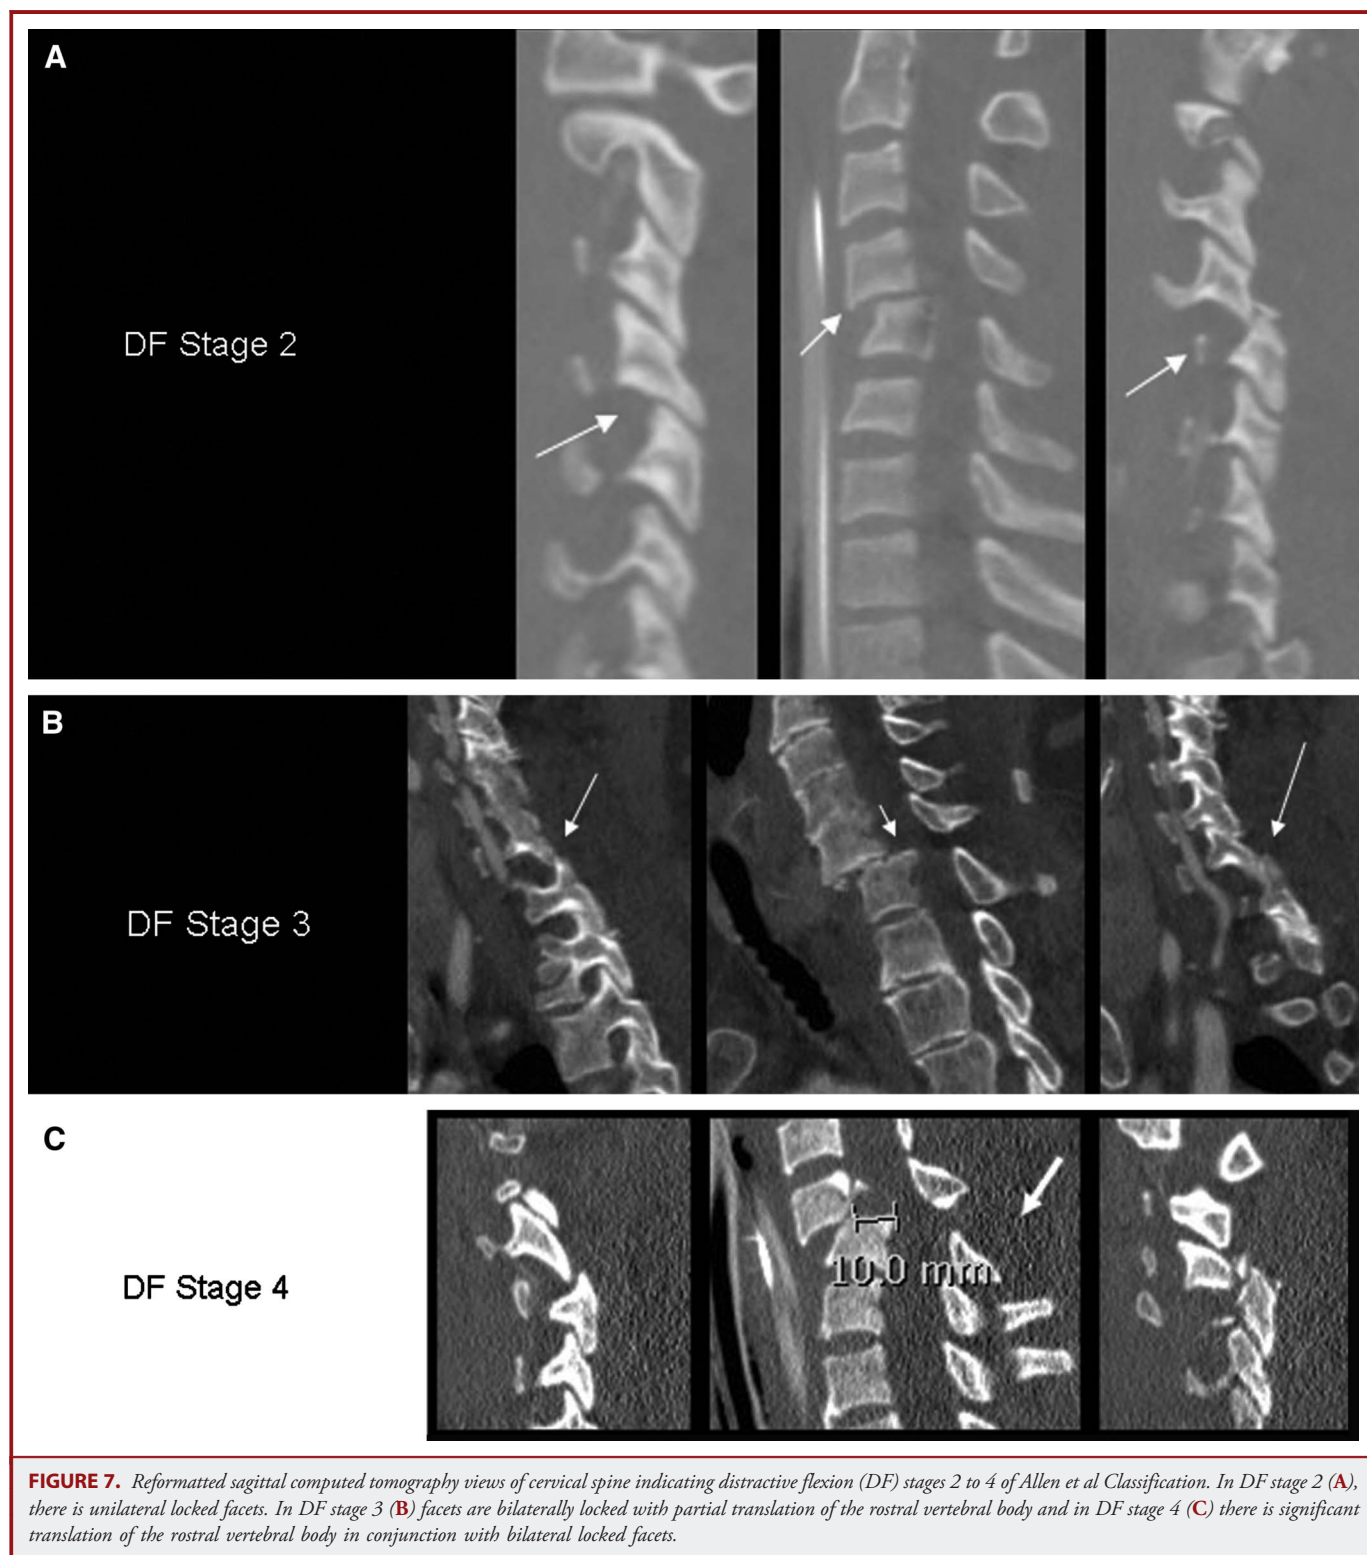 A
DF Stage 2
B
DF Stage 3
C
10.0 mm
DF Stage 4
FIGURE 7. Reformatted sagittal computed tomography views of cervical spine indicating distractive flexion (DF) stages 2 to 4 of Allen et al Classification. In DF stage 2 (A),
there is unilateral locked facets. In DF stage 3 (B) facets are bilaterally locked with partial translation of the rostral vertebral body and in DF stage 4 (C) there is significant
translation of the rostral vertebral body in conjunction with bilateral locked facets.